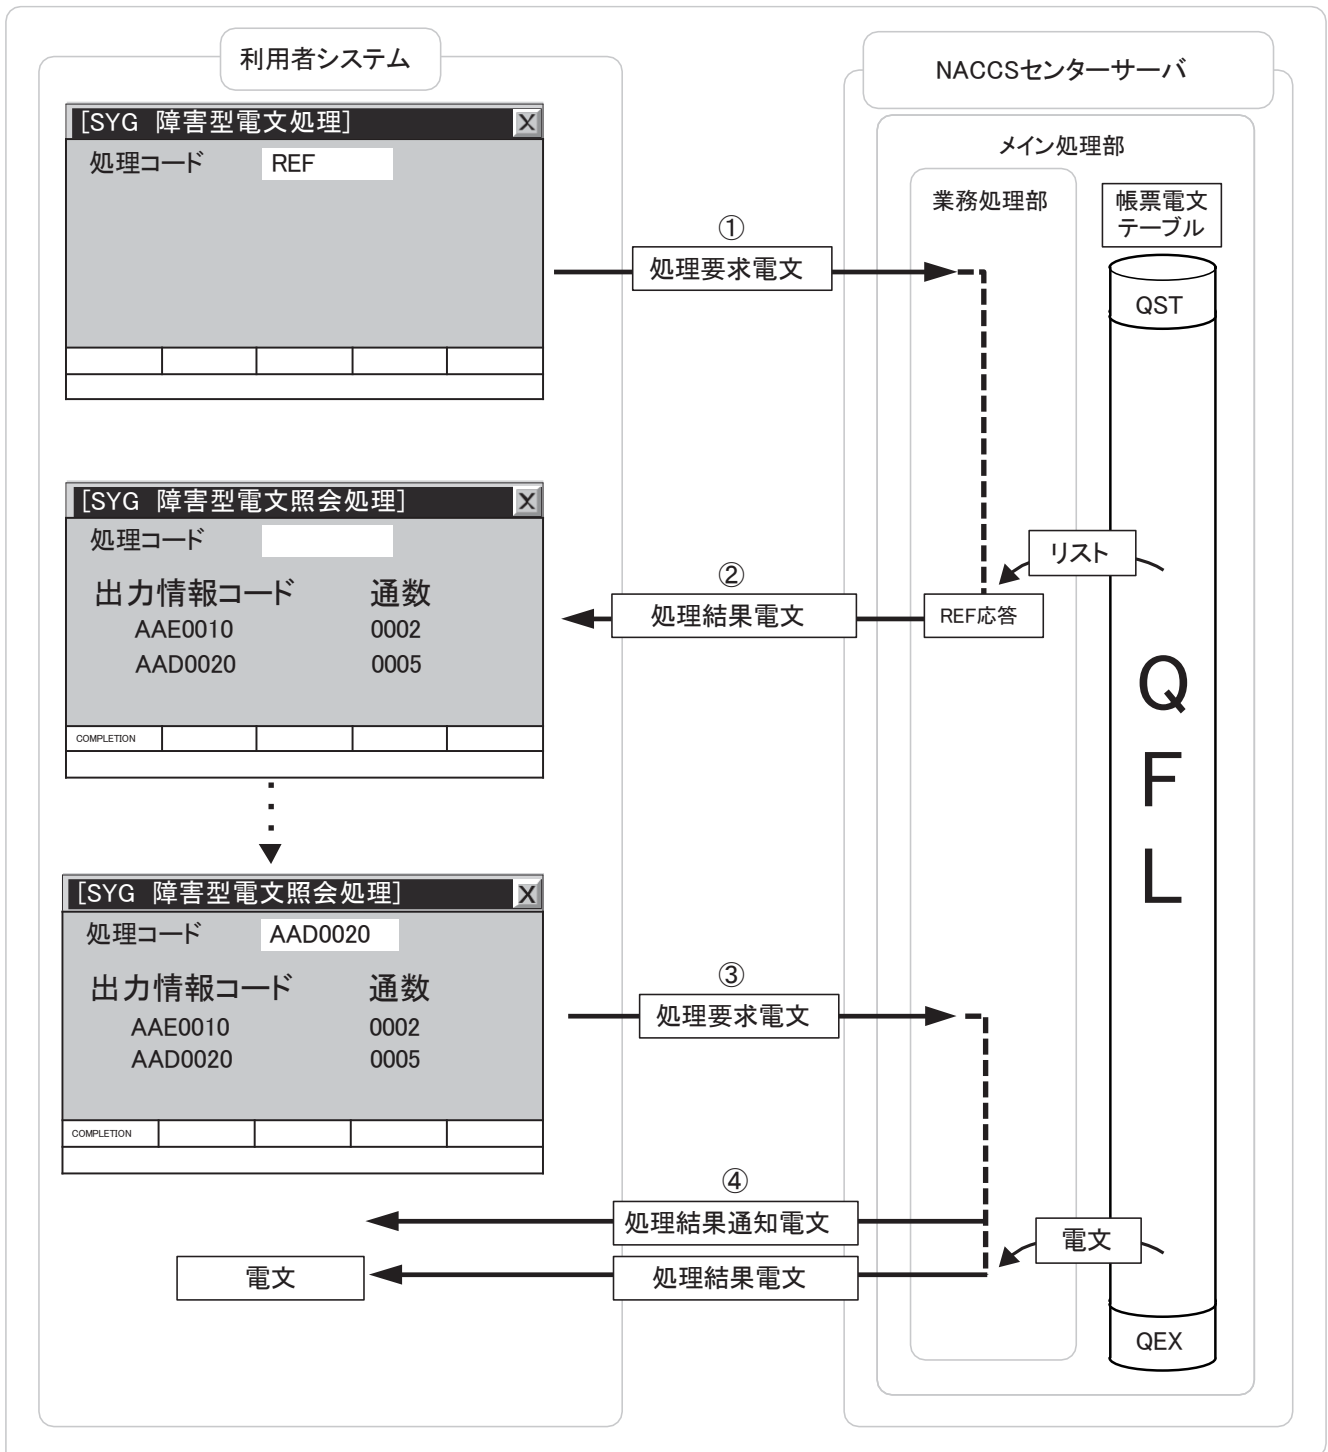 利用者システム
NACCSセンターサーバ
メイン処理部
業務処理部
帳票電文
テーブル
[SYG 障害型電文処理]
X
処理コード REF
①
処理要求電文
QST
[SYG 障害型電文照会処理]
X
処理コード
出力情報コード 通数
AAE0010 0002
AAD0020 0005
COMPLETION
②
処理結果電文
REF応答
リスト
Q
F
L
[SYG 障害型電文照会処理]
X
処理コード AAD0020
出力情報コード 通数
AAE0010 0002
AAD0020 0005
COMPLETION
③
処理要求電文
④
処理結果通知電文
電文
処理結果電文
電文
QEX